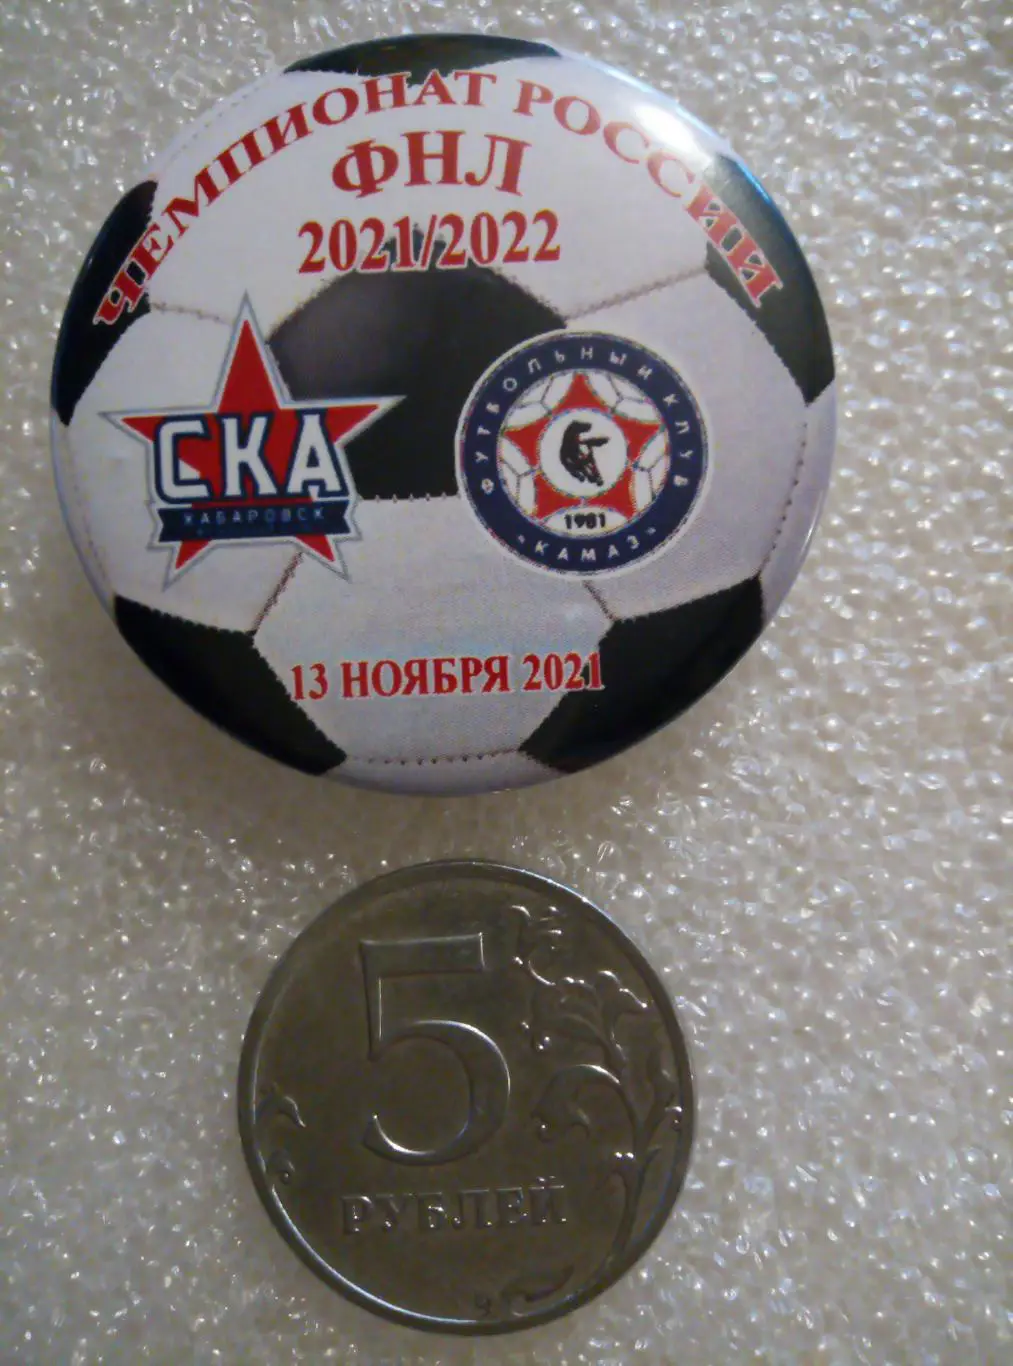 ЧЕМПИОНАТ РОССИИ
ФНЛ
2021/2022
СКА
ХАБАРОВСК
ФУТБОЛЬНЫЙ КЛУБ
1981
"КАМАЗ"
13 НОЯБРЯ 2021
5
РУБЛЕЙ